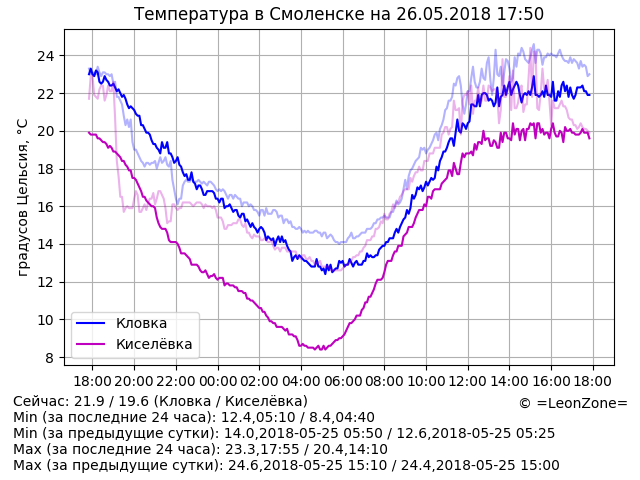 Температура в Смоленске на 26.05.2018 17:50
градусов Цельсия, °C
24
22
20
18
16
14
12
10
8
Кловка
Киселёвка
18:00 20:00 22:00 00:00 02:00 04:00 06:00 08:00 10:00 12:00 14:00 16:00 18:00
Сейчас: 21.9 / 19.6 (Кловка / Киселёвка)
© =LeonZone=
Min (за последние 24 часа): 12.4,05:10 / 8.4,04:40
Min (за предыдущие сутки): 14.0,2018-05-25 05:50 / 12.6,2018-05-25 05:25
Max (за последние 24 часа): 23.3,17:55 / 20.4,14:10
Max (за предыдущие сутки): 24.6,2018-05-25 15:10 / 24.4,2018-05-25 15:00